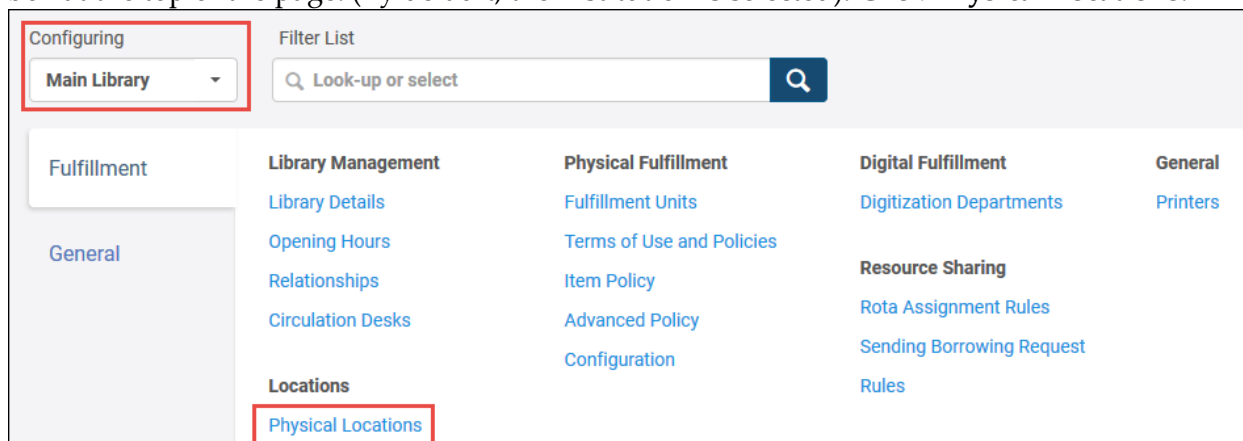 Configuring
Main Library
Filter List
Look-up or select
Fulfillment
General
Library Management
Library Details
Opening Hours
Relationships
Circulation Desks
Locations
Physical Locations
Physical Fulfillment
Fulfillment Units
Terms of Use and Policies
Item Policy
Advanced Policy
Configuration
Digital Fulfillment
Digitization Departments
Resource Sharing
Rota Assignment Rules
Sending Borrowing Request
Rules
General
Printers